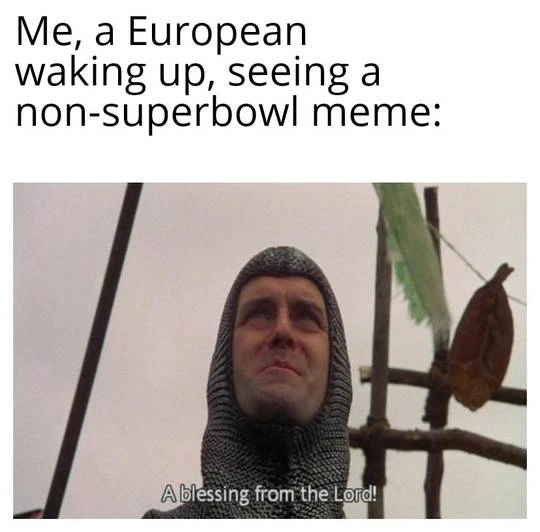 Me, a European
waking up, seeing a
non-superbowl meme:
A blessing from the Lord!